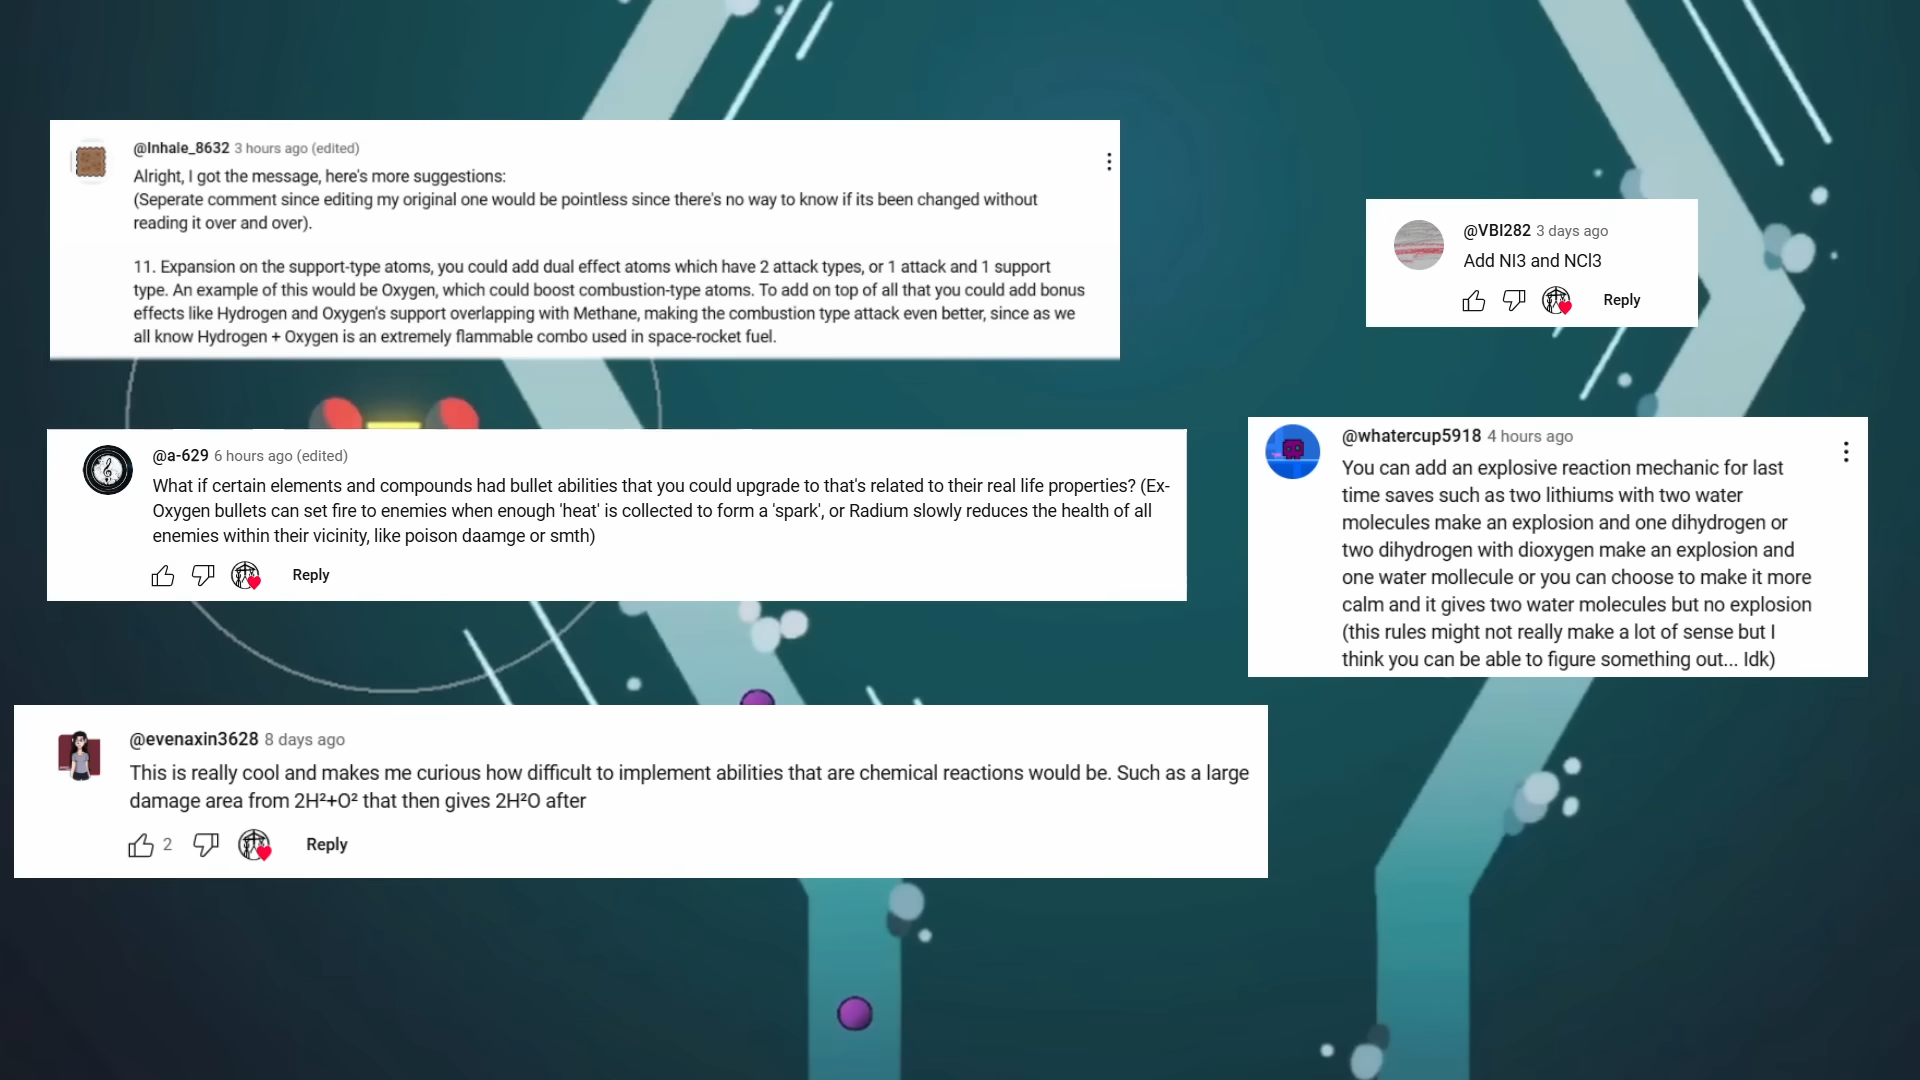 @Inhale_8632 3 hours ago (edited)
Alright, I got the message, here's more suggestions:
(Seperate comment since editing my original one would be pointless since there's no way to know if its been changed without
reading it over and over).
11. Expansion on the support-type atoms, you could add dual effect atoms which have 2 attack types, or 1 attack and 1 support
type. An example of this would be Oxygen, which could boost combustion-type atoms. To add on top of all that you could add bonus
effects like Hydrogen and Oxygen's support overlapping with Methane, making the combustion type attack even better, since as we
all know Hydrogen + Oxygen is an extremely flammable combo used in space-rocket fuel.
@VBI282 3 days ago
Add NI3 and NCl3
Reply
@a-629 6 hours ago (edited)
What if certain elements and compounds had bullet abilities that you could upgrade to that's related to their real life properties? (Ex-
Oxygen bullets can set fire to enemies when enough 'heat' is collected to form a 'spark', or Radium slowly reduces the health of all
enemies within their vicinity, like poison daamge or smth)
Reply
@whatercup5918 4 hours ago
You can add an explosive reaction mechanic for last
time saves such as two lithiums with two water
molecules make an explosion and one dihydrogen or
two dihydrogen with dioxygen make an explosion and
one water mollecule or you can choose to make it more
calm and it gives two water molecules but no explosion
(this rules might not really make a lot of sense but I
think you can be able to figure something out... Idk)
@evenaxin3628 8 days ago
This is really cool and makes me curious how difficult to implement abilities that are chemical reactions would be. Such as a large
damage area from 2H²+O² that then gives 2H²O after
2 Reply